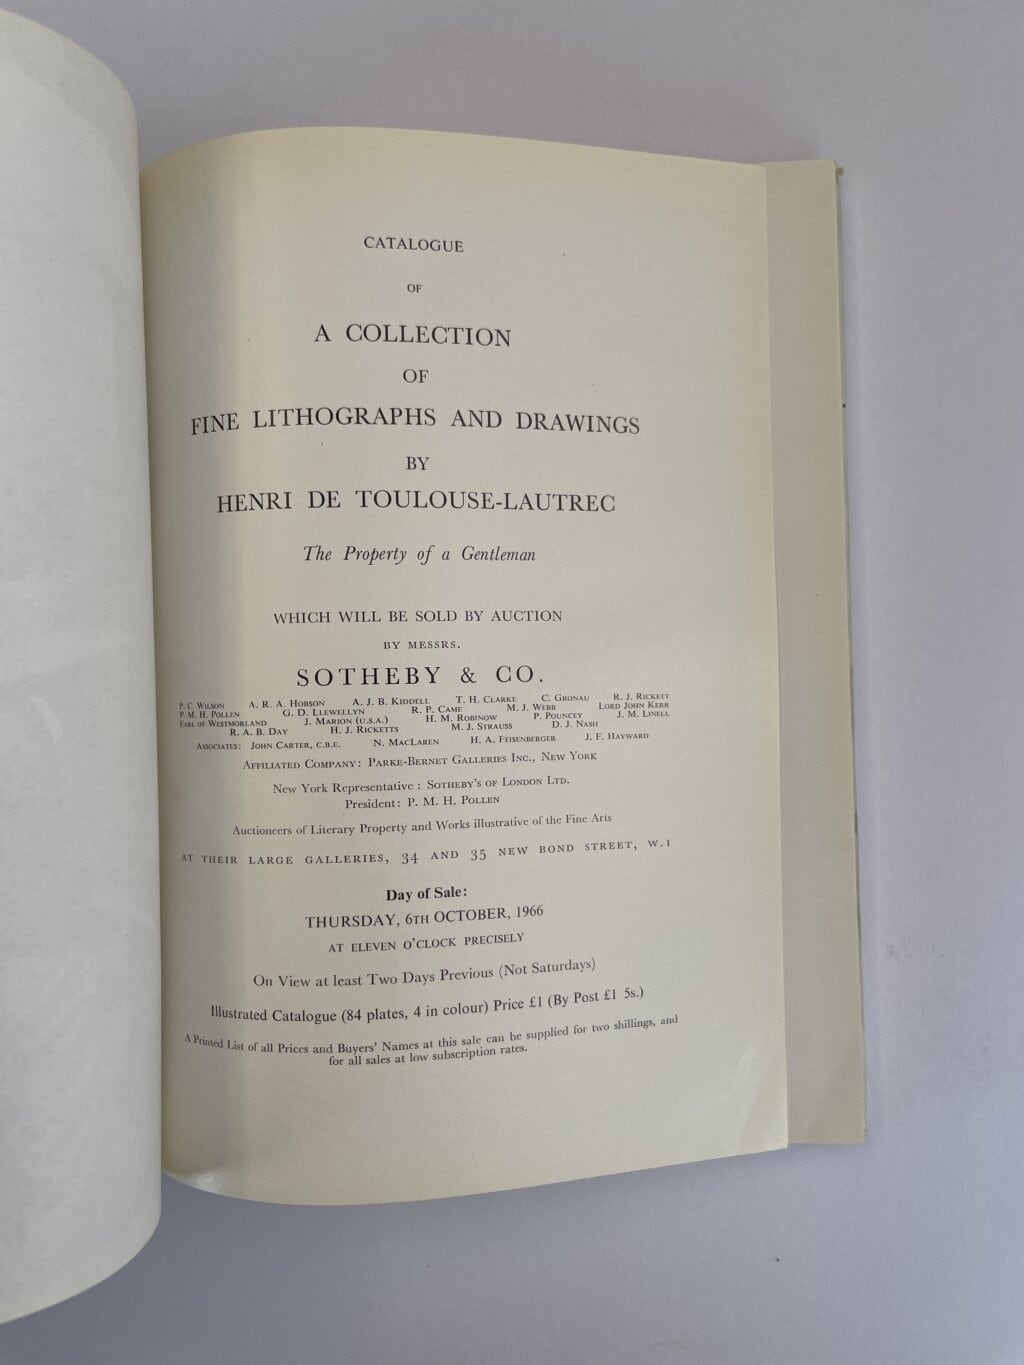 CATALOGUE
OF
A COLLECTION
OF
FINE LITHOGRAPHS AND DRAWINGS
BY
HENRI DE TOULOUSE-LAUTREC
The Property of a Gentleman
WHICH WILL BE SOLD BY AUCTION
BY MESSRS.
SOTHEBY & CO.
P. C. WILSON A. R. A. HOBSON A. J. B. KIDDELL T. H. CLARKE C. GRONAU R. J. RICKETT
P. M. H. POLLEN G. D. LLEWELLYN R. P. CAME M. J. WEBB LORD JOHN KERR
EARL OF WESTMORLAND J. MARION (U.S.A.) H. M. ROBINOW P. POUNCEY J. M. LINELL
R. A. B. DAY H. J. RICKETTS M. J. STRAUSS D. J. NASH
ASSOCIATES: JOHN CARTER, C.B.E. N. MACLAREN H. A. FEISENBERGER J. F. HAYWARD
AFFILIATED COMPANY: PARKE-BERNET GALLERIES INC., NEW YORK
New York Representative: SOTHEBY'S OF LONDON LTD.
President: P. M. H. POLLEN
Auctioneers of Literary Property and Works illustrative of the Fine Arts
AT THEIR LARGE GALLERIES, 34 AND 35 NEW BOND STREET, W.1
Day of Sale:
THURSDAY, 6TH OCTOBER, 1966
AT ELEVEN O'CLOCK PRECISELY
On View at least Two Days Previous (Not Saturdays)
Illustrated Catalogue (84 plates, 4 in colour) Price £1 (By Post £1 5s.)
A Printed List of all Prices and Buyers' Names at this sale can be supplied for two shillings, and
for all sales at low subscription rates.